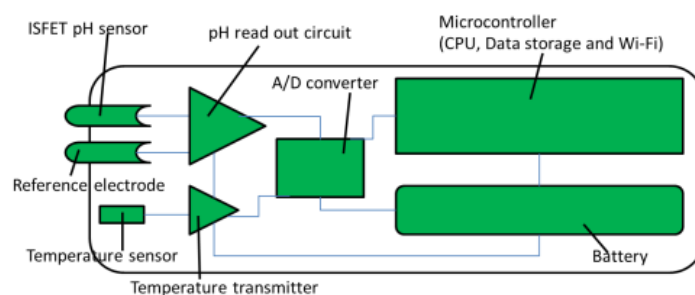 ISFET pH sensor
pH read out circuit
Microcontroller
(CPU, Data storage and Wi-Fi)
A/D converter
Reference electrode
Temperature sensor
Battery
Temperature transmitter